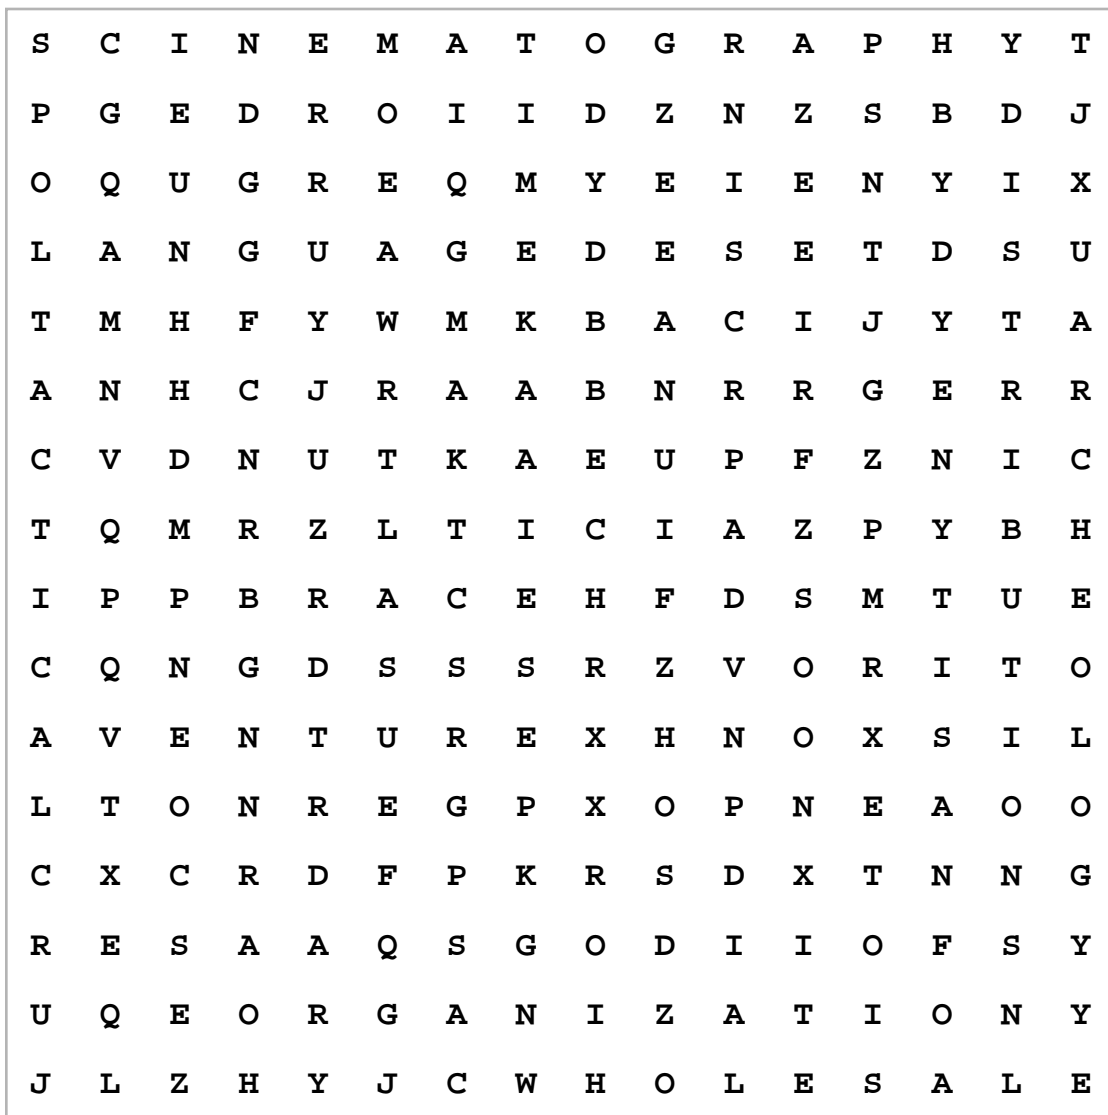 S C I N E M A T O G R A P H Y T
P G E D R O I I D Z N Z S B D J
O Q U G R E Q M Y E I E N Y I X
L A N G U A G E D E S E T D S U
T M H F Y W M K B A C I J Y T A
A N H C J R A A B N R R G E R R
C V D N U T K A E U P F Z N I C
T Q M R Z L T I C I A Z P Y B H
I P P B R A C E H F D S M T U E
C Q N G D S S S R Z V O R I T O
A V E N T U R E X H N O X S I L
L T O N R E G P X O P N E A O O
C X C R D F P K R S D X T N N G
R E S A A Q S G O D I I O F S Y
U Q E O R G A N I Z A T I O N Y
J L Z H Y J C W H O L E S A L E